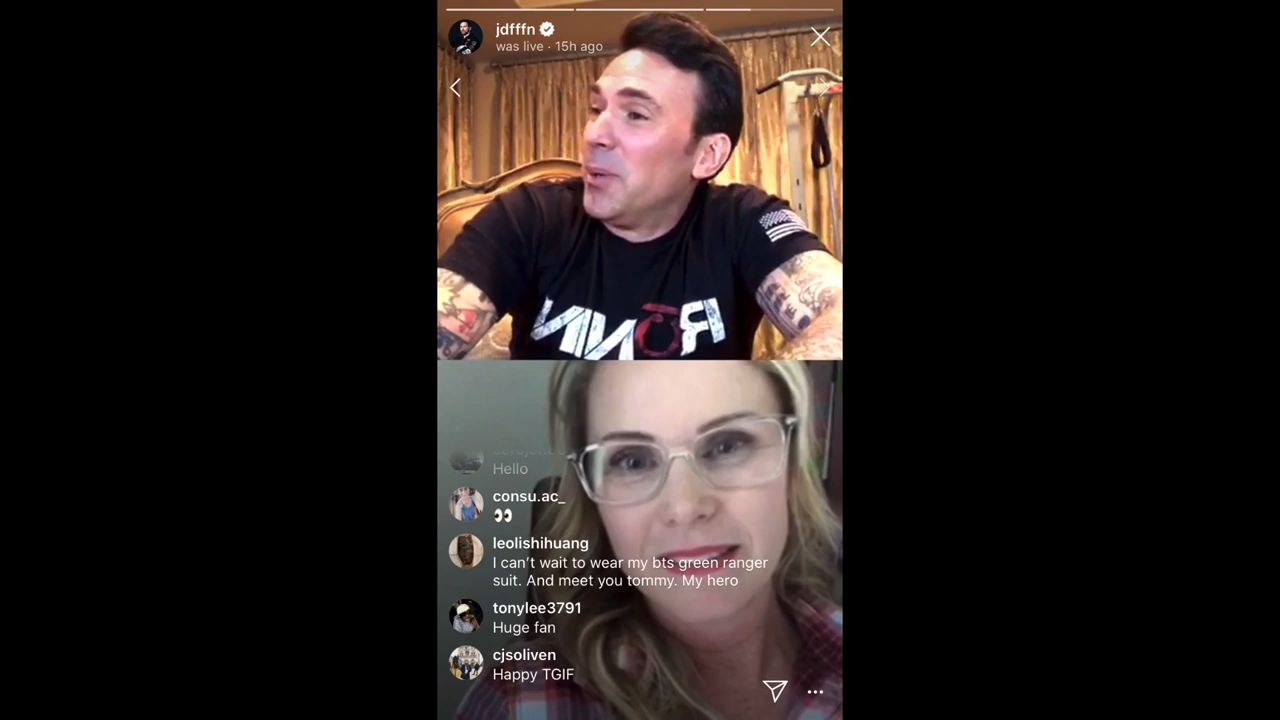 jdfffn
was live · 15h ago
RŌNIN
Hello
consu.ac_
👀
leolishihuang
I can't wait to wear my bts green ranger
suit. And meet you tommy. My hero
tonylee3791
Huge fan
cjsoliven
Happy TGIF